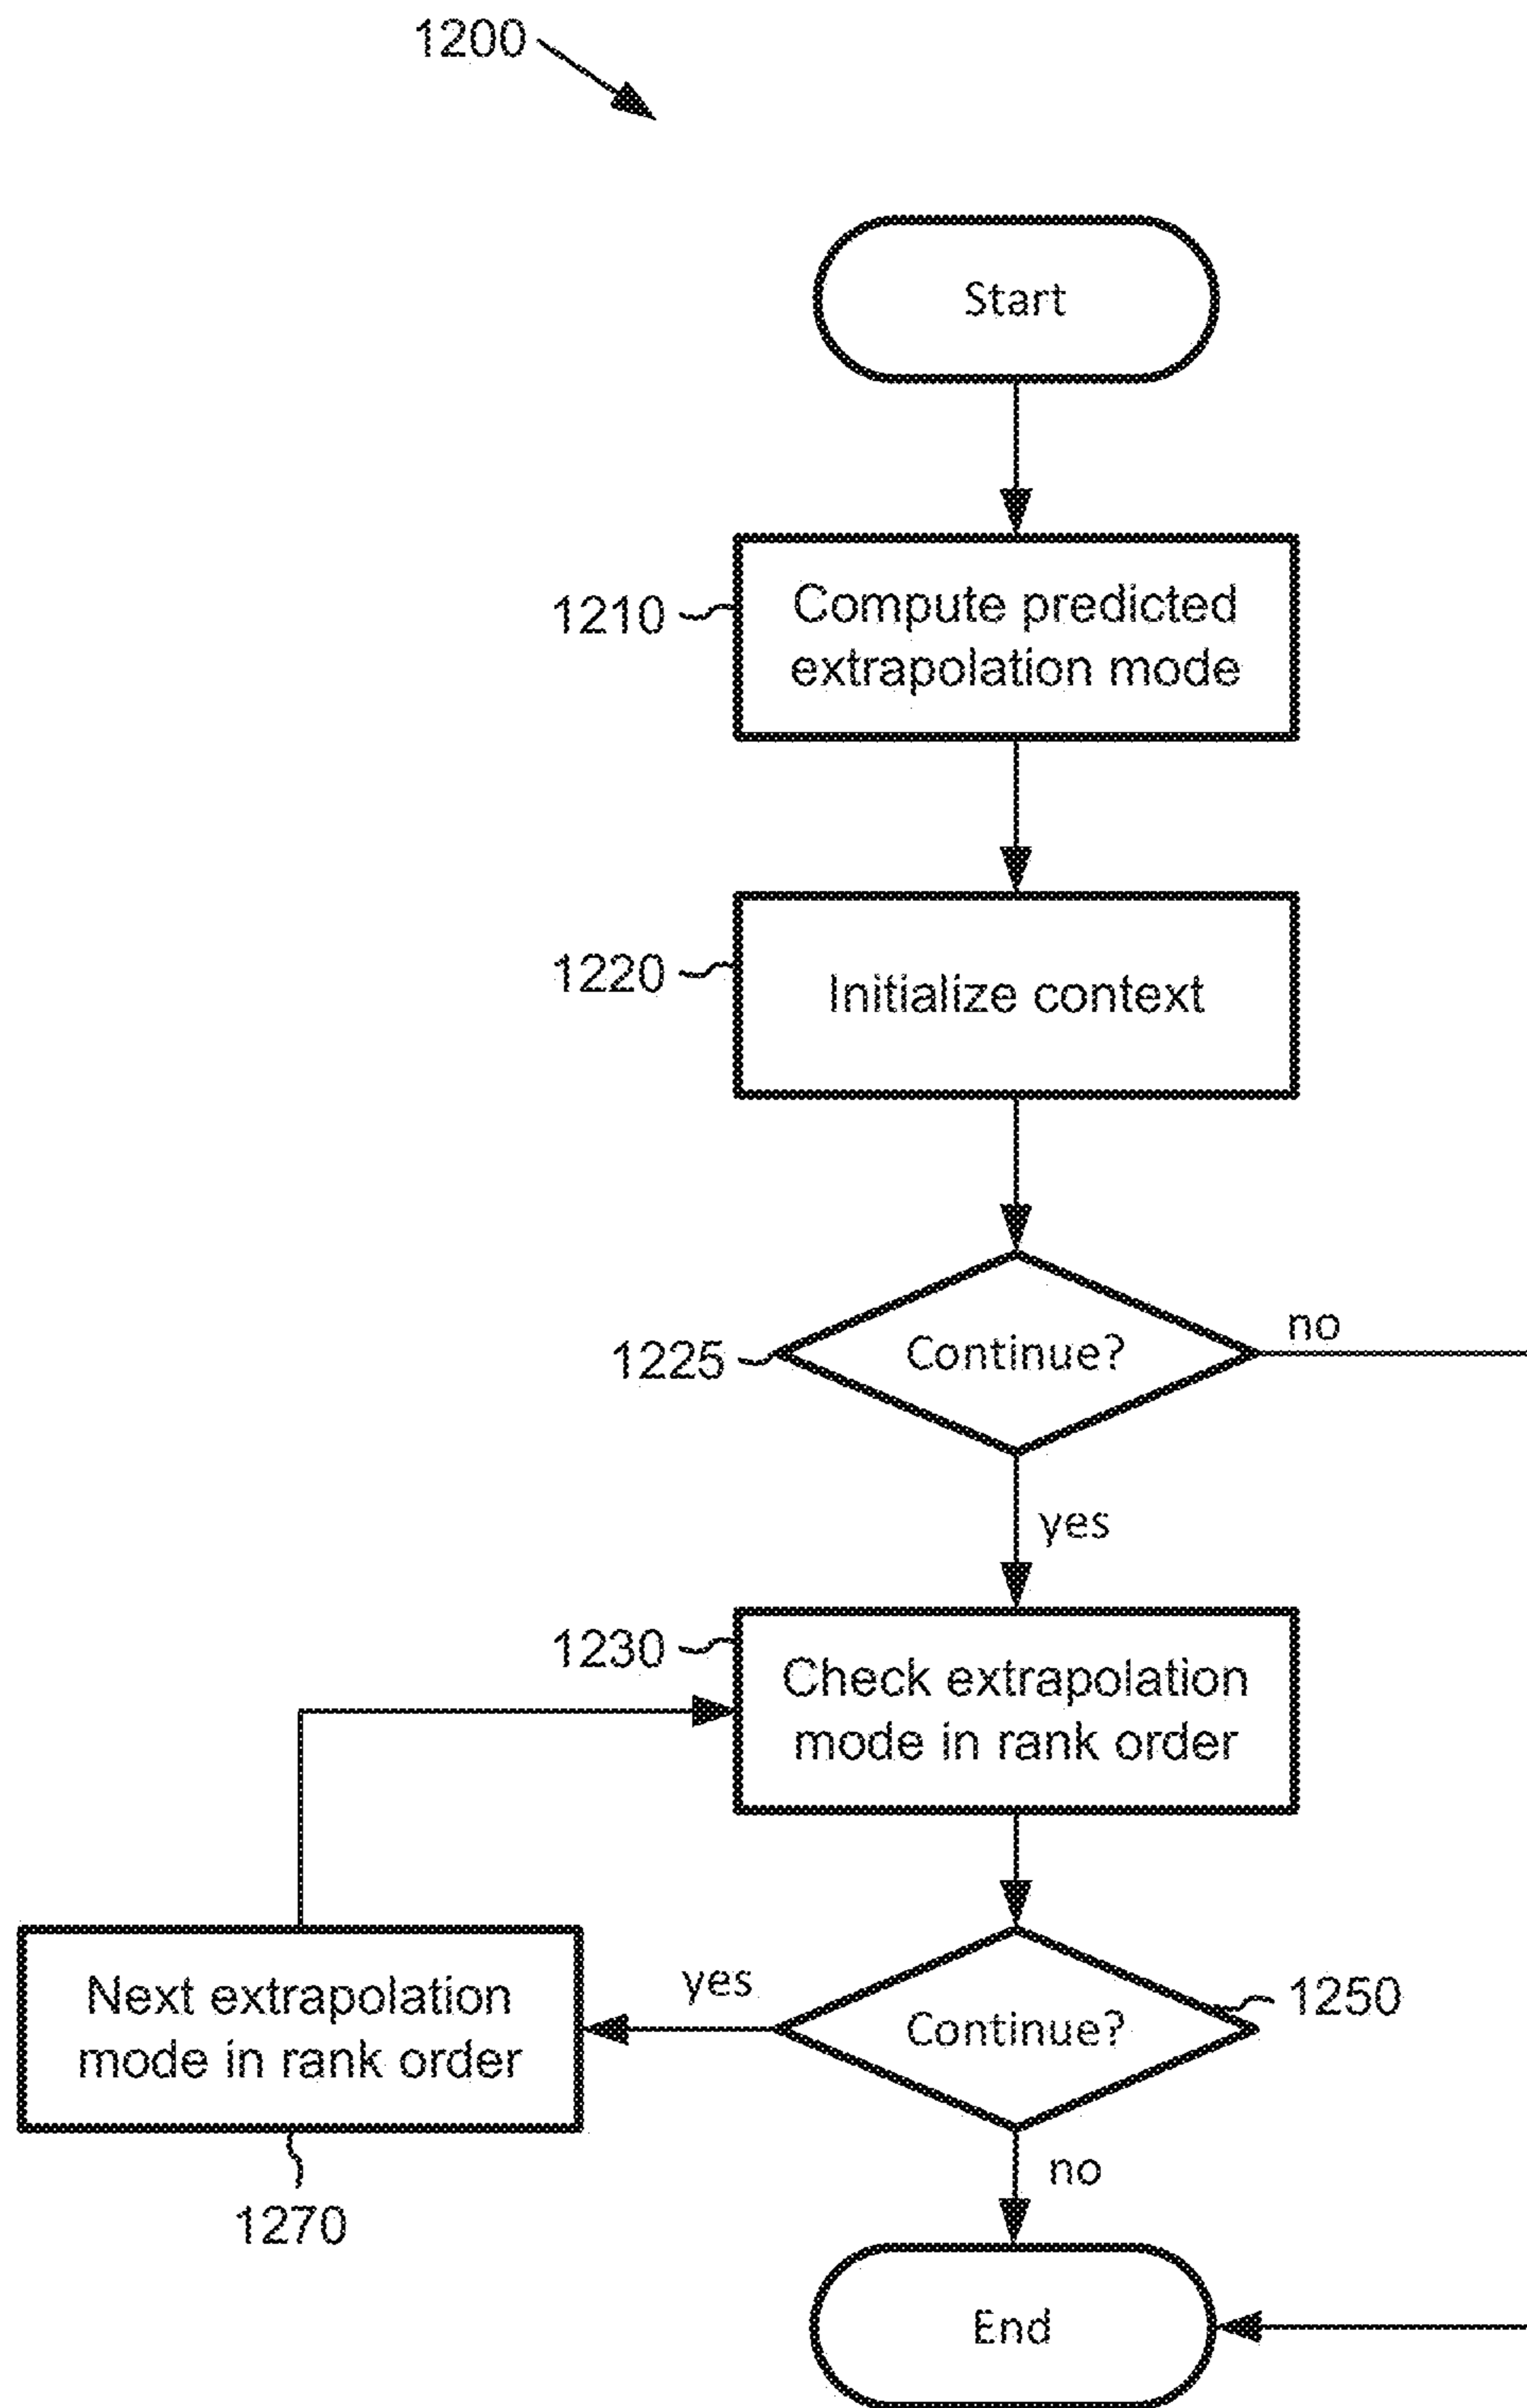 1200
Start
1210
Compute predicted
extrapolation mode
1220
Initialize context
1225
Continue?
no
yes
1230
Check extrapolation
mode in rank order
Next extrapolation
mode in rank order
yes
Continue?
1250
1270
no
End